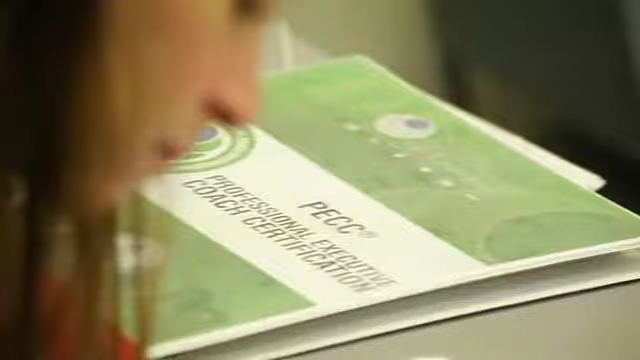 PECC®
PROFESSIONAL EXECUTIVE
COACH CERTIFICATION